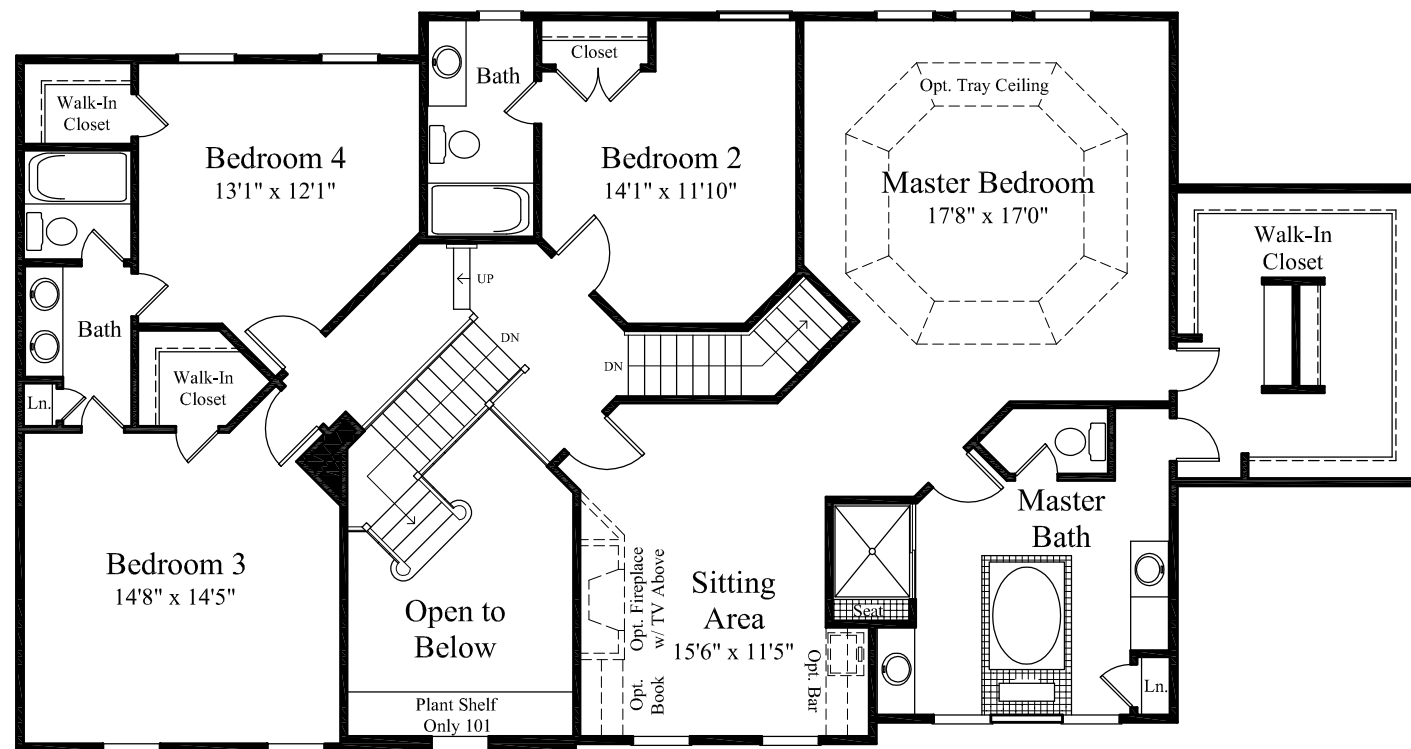 Walk-In
Closet
Bedroom 4
13'1" x 12'1"
Bath
Closet
Bedroom 2
14'1" x 11'10"
Opt. Tray Ceiling
Master Bedroom
17'8" x 17'0"
Walk-In
Closet
UP
DN
DN
Bath
Walk-In
Closet
Ln.
Bedroom 3
14'8" x 14'5"
Open to
Below
Plant Shelf
Only 101
Opt. Fireplace
w/ TV Above
Opt.
Book
Sitting
Area
15'6" x 11'5"
Opt. Bar
Seat
Master
Bath
Ln.